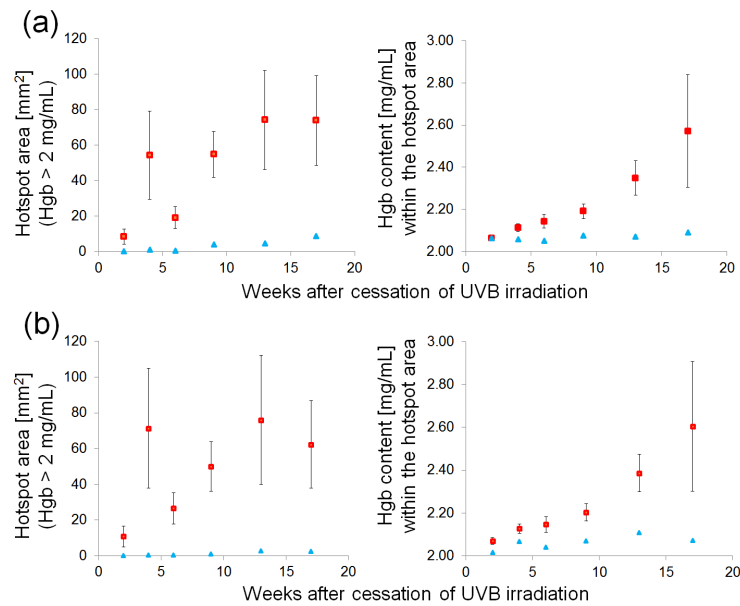 (a)
Hotspot area [mm²]
(Hgb > 2 mg/mL)
120
100
80
60
40
20
0
0 5 10 15 20
Hgb content [mg/mL]
within the hotspot area
3.00
2.80
2.60
2.40
2.20
2.00
0 5 10 15 20
Weeks after cessation of UVB irradiation
(b)
Hotspot area [mm²]
(Hgb > 2 mg/mL)
120
100
80
60
40
20
0
0 5 10 15 20
Hgb content [mg/mL]
within the hotspot area
3.00
2.80
2.60
2.40
2.20
2.00
0 5 10 15 20
Weeks after cessation of UVB irradiation